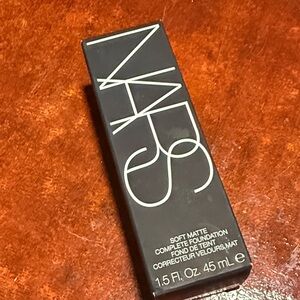 NARS
SOFT MATTE
COMPLETE FOUNDATION
FOND DE TEINT
CORRECTEUR VELOURS MAT
1.5 Fl. Oz. 45 mL ℮